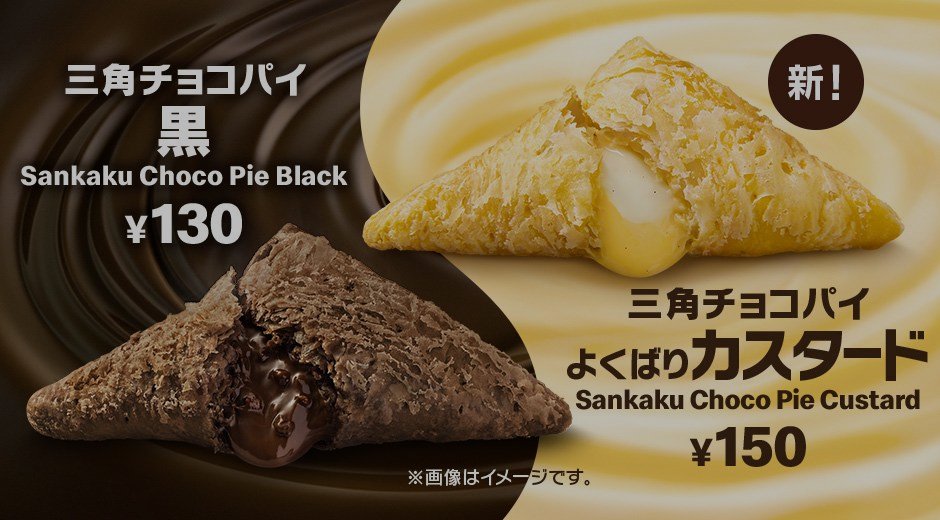 三角チョコパイ
黒
Sankaku Choco Pie Black
¥130
新!
三角チョコパイ
よくばりカスタード
Sankaku Choco Pie Custard
¥150
※画像はイメージです。